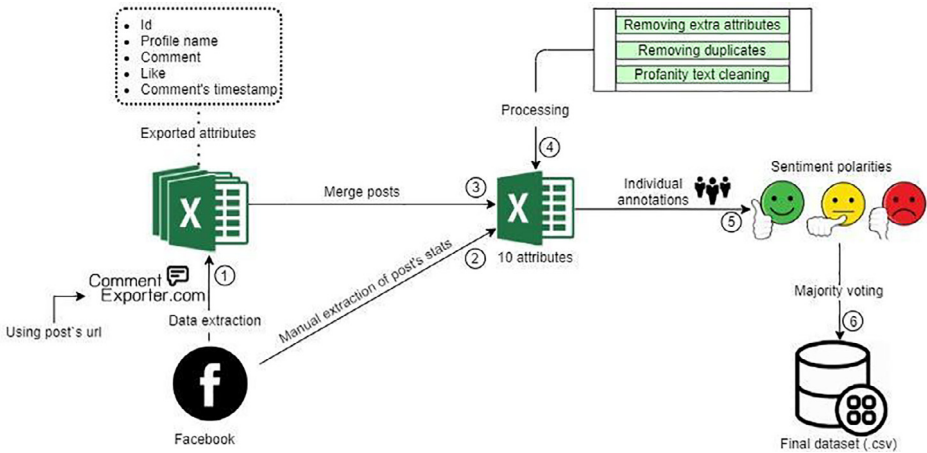 Id
Profile name
Comment
Like
Comment's timestamp
Exported attributes
Removing extra attributes
Removing duplicates
Profanity text cleaning
Processing
4
X
Merge posts
3
X
10 attributes
Individual
annotations
5
Sentiment polarities
1
Comment
Exporter.com
Using post`s url
Data extraction
2
Manual extraction of post's stats
Majority voting
6
f
Facebook
Final dataset (.csv)